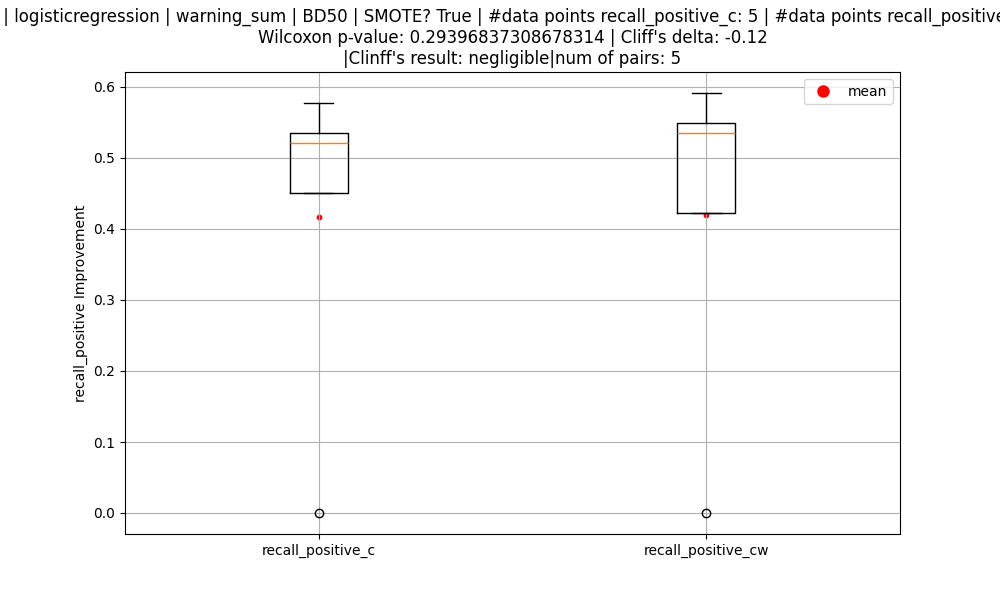 | logisticregression | warning_sum | BD50 | SMOTE? True | #data points recall_positive_c: 5 | #data points recall_positive
Wilcoxon p-value: 0.29396837308678314 | Cliff's delta: -0.12
|Clinff's result: negligible|num of pairs: 5
mean
recall_positive Improvement
0.6
0.5
0.4
0.3
0.2
0.1
0.0
recall_positive_c
recall_positive_cw